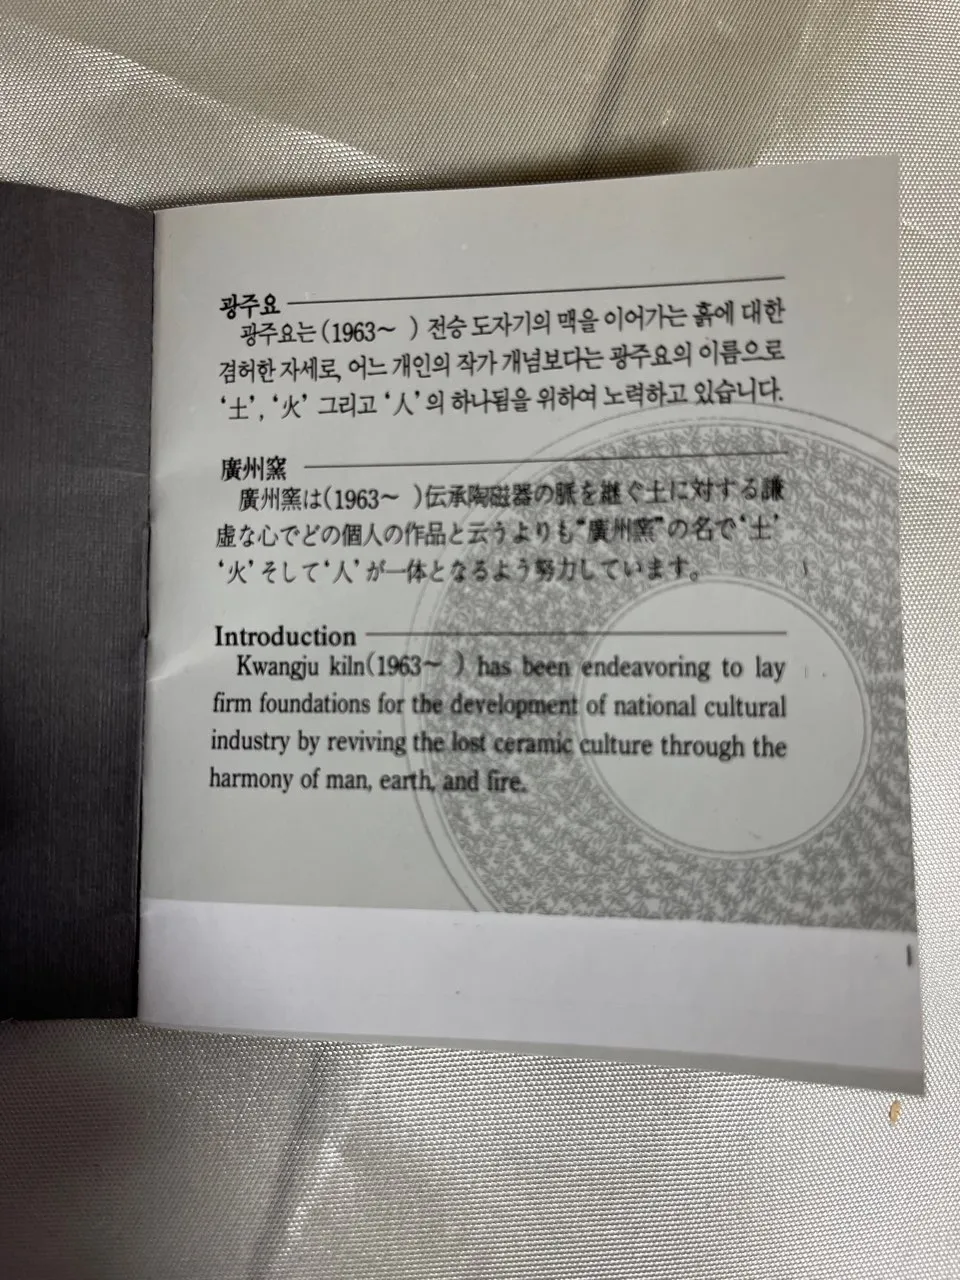 광주요
광주요는(1963~ ) 전승 도자기의 맥을 이어가는 흙에 대한
겸허한 자세로, 어느 개인의 작가 개념보다는 광주요의 이름으로
‘土’, ‘火’ 그리고 ‘人’의 하나됨을 위하여 노력하고 있습니다.
廣州窯
廣州窯は(1963~ )伝承陶磁器の脈を継ぐ土に対する謙
虚な心でどの個人の作品と云うよりも“廣州窯”の名で‘土’
‘火’そして‘人’が一体となるよう努力しています。
Introduction
Kwangju kiln(1963~ ) has been endeavoring to lay
firm foundations for the development of national cultural
industry by reviving the lost ceramic culture through the
harmony of man, earth, and fire.
1